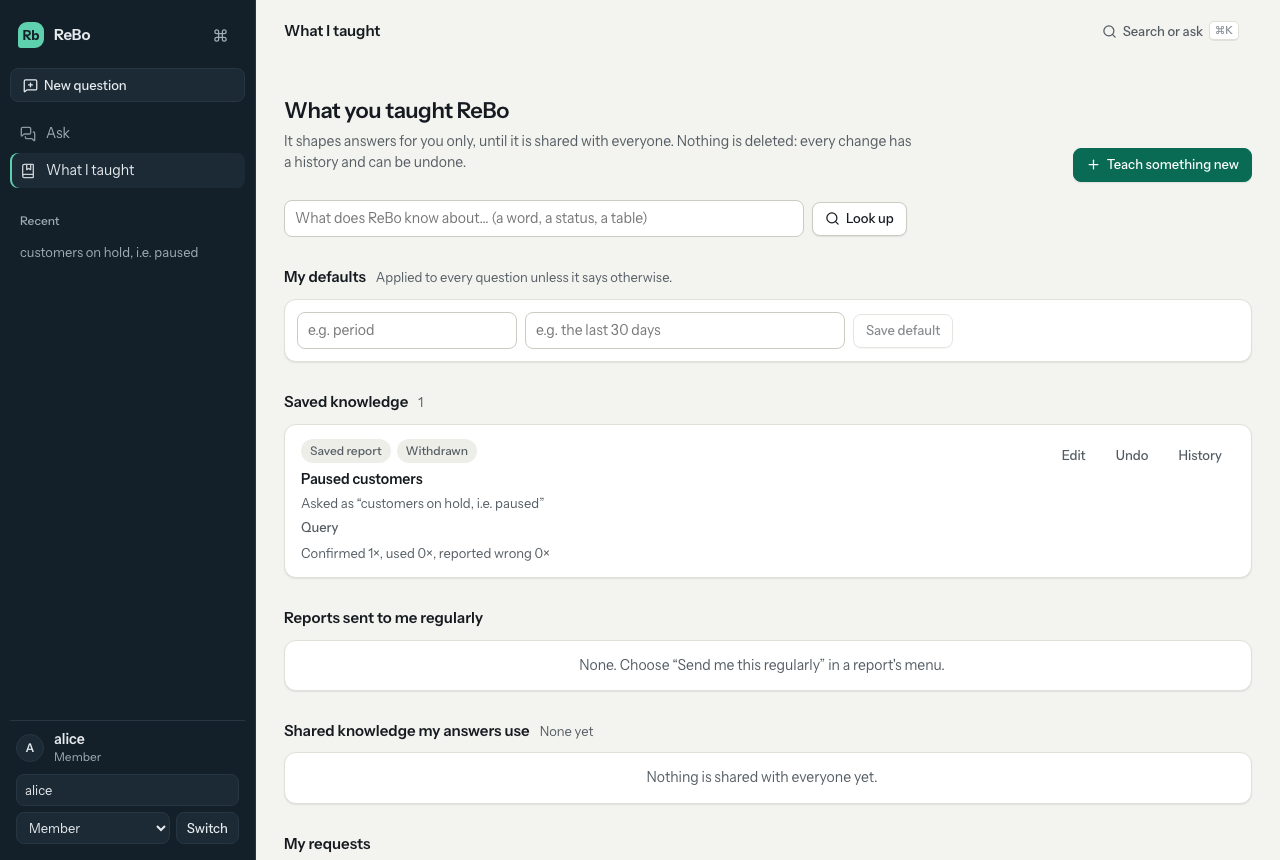 Rb ReBo ⌘
New question
Ask
What I taught
Recent
customers on hold, i.e. paused
A alice
Member
alice
Member Switch
What I taught
Search or ask ⌘K
What you taught ReBo
It shapes answers for you only, until it is shared with everyone. Nothing is deleted: every change has
a history and can be undone.
Teach something new
What does ReBo know about... (a word, a status, a table)
Look up
My defaults Applied to every question unless it says otherwise.
e.g. period
e.g. the last 30 days
Save default
Saved knowledge 1
Saved report Withdrawn
Edit Undo History
Paused customers
Asked as “customers on hold, i.e. paused”
Query
Confirmed 1×, used 0×, reported wrong 0×
Reports sent to me regularly
None. Choose “Send me this regularly” in a report's menu.
Shared knowledge my answers use None yet
Nothing is shared with everyone yet.
My requests